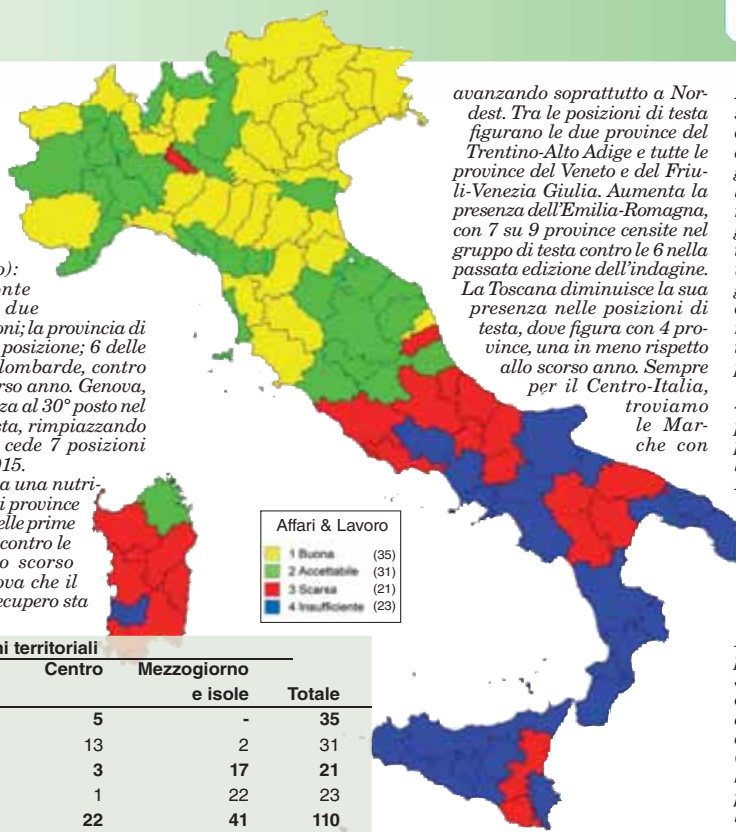 avanzando soprattutto a Nor-
dest. Tra le posizioni di testa
figurano le due province del
Trentino-Alto Adige e tutte le
province del Veneto e del Friu-
li-Venezia Giulia. Aumenta la
presenza dell'Emilia-Romagna,
con 7 su 9 province censite nel
gruppo di testa contro le 6 nella
passata edizione dell'indagine.
La Toscana diminuisce la sua
presenza nelle posizioni di
testa, dove figura con 4 pro-
vince, una in meno rispetto
allo scorso anno. Sempre
per il Centro-Italia,
troviamo
le Mar-
che con
o):
onte
due
oni; la provincia di
posizione; 6 delle
lombarde, contro
rso anno. Genova,
za al 30° posto nel
sta, rimpiazzando
cede 7 posizioni
015.
a una nutri-
i province
elle prime
contro le
o scorso
ova che il
ecupero sta
Affari & Lavoro
1 Buona (35)
2 Accettabile (31)
3 Scarsa (21)
4 Insufficiente (23)
ni territoriali
Centro Mezzogiorno
e isole Totale
5 - 35
13 2 31
3 17 21
1 22 23
22 41 110